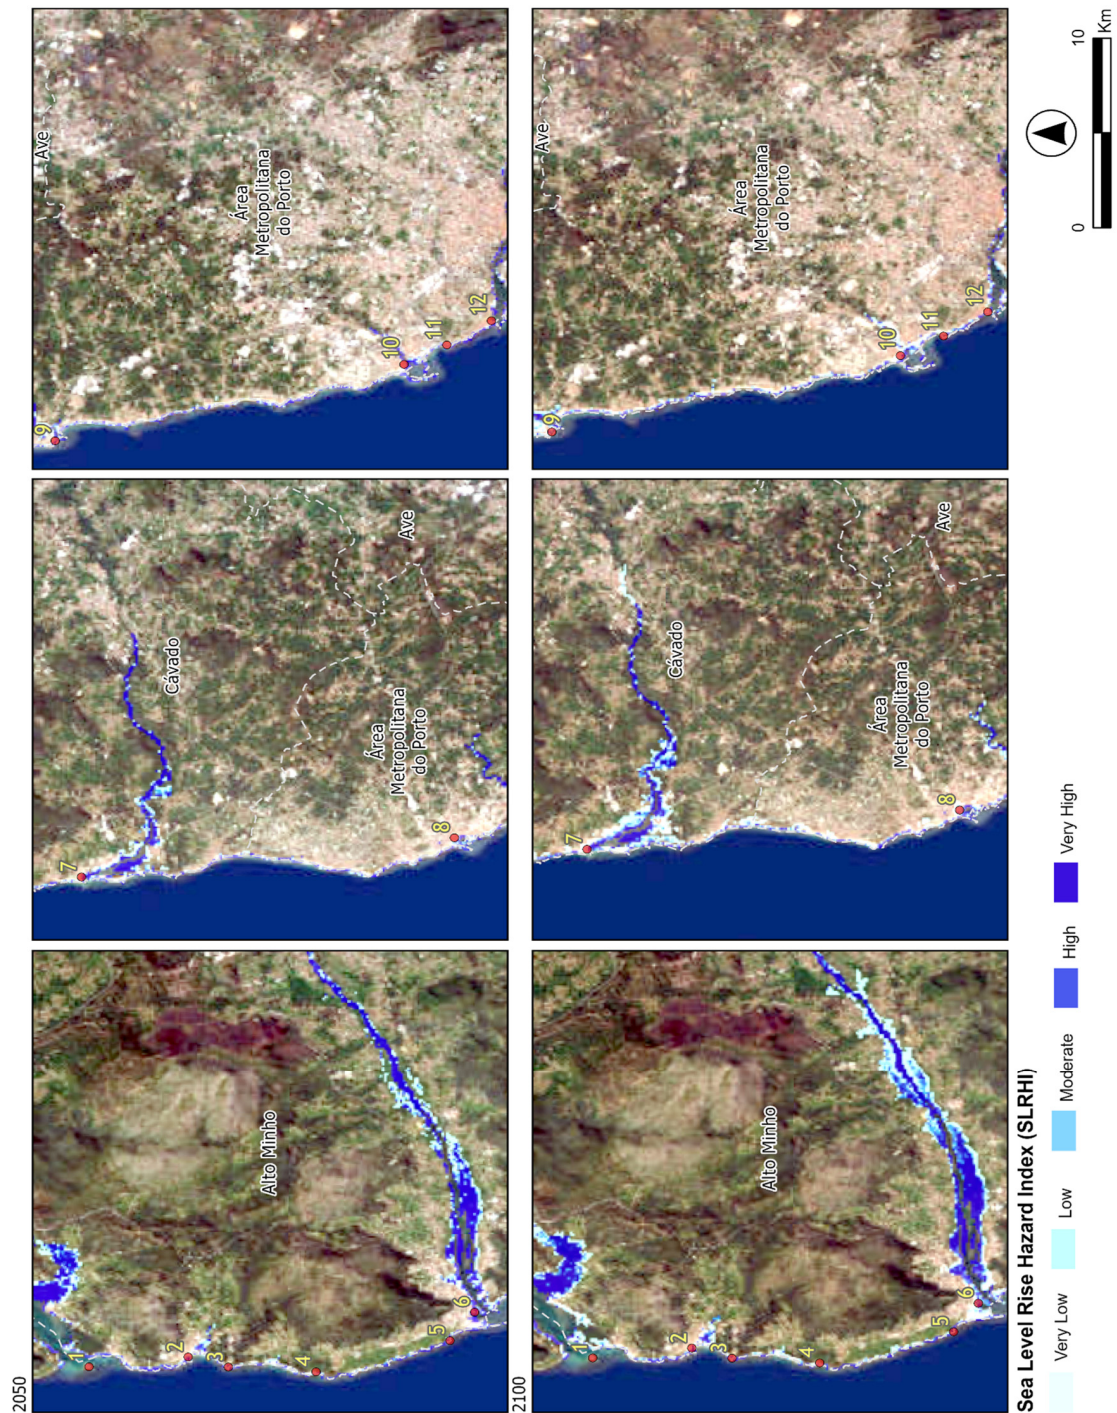 2050
1
2
3
4
5
6
Alto Minho
7
Cávado
Ave
Área
Metropolitana
do Porto
8
Ave
Área
Metropolitana
do Porto
9
10
11
12
2100
1
2
3
4
5
6
Alto Minho
7
Cávado
Ave
Área
Metropolitana
do Porto
8
Ave
Área
Metropolitana
do Porto
9
10
11
12
Sea Level Rise Hazard Index (SLRHI)
Very Low
Low
Moderate
High
Very High
0
10
Km